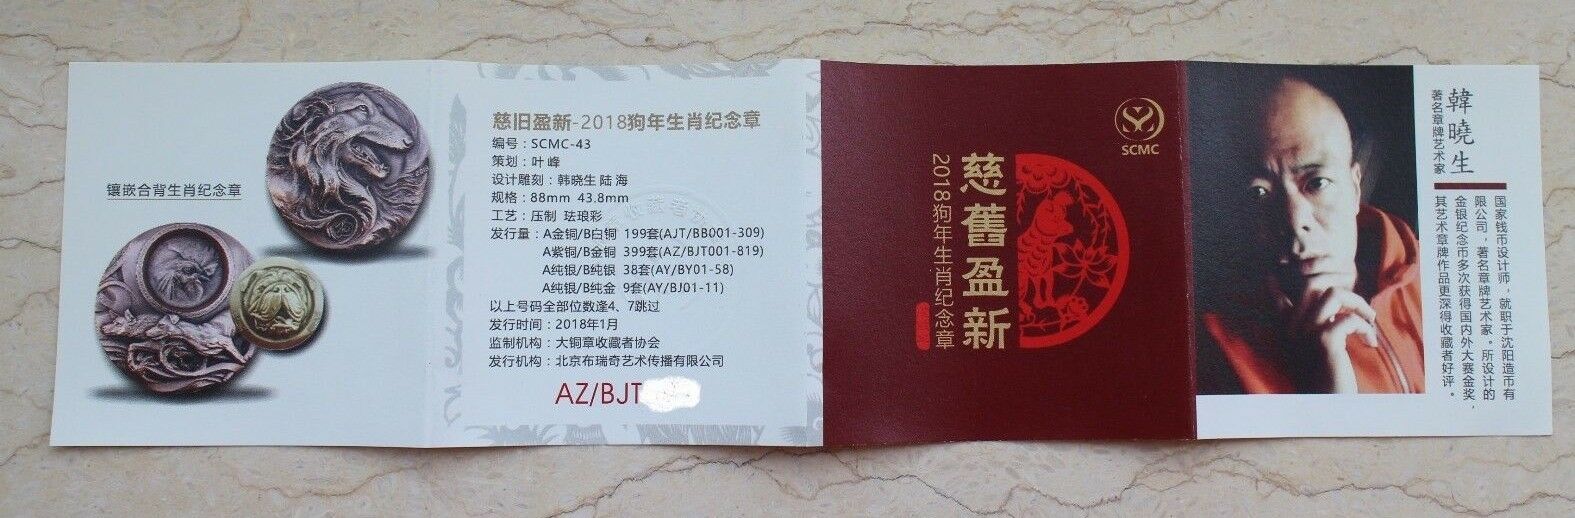 镶嵌合背生肖纪念章
慈旧盈新-2018狗年生肖纪念章
编号：SCMC-43
策划：叶 峰
设计雕刻：韩晓生 陆 海
规格：88mm 43.8mm
工艺：压制 珐琅彩
发行量：A金铜/B白铜 199套(AJT/BB001-309)
A紫铜/B金铜 399套(AZ/BJT001-819)
A纯银/B纯银 38套(AY/BY01-58)
A纯银/B纯金 9套(AY/BJ01-11)
以上号码全部位数逢4、7跳过
发行时间：2018年1月
监制机构：大铜章收藏者协会
发行机构：北京布瑞奇艺术传播有限公司
AZ/BJT
SCMC
慈舊盈新
2018狗年生肖纪念章
韓曉生
著名章牌艺术家
国家钱币设计师，就职于沈阳造币有
限公司，著名章牌艺术家。所设计的
金银纪念币多次获得国内外大赛金奖，
其艺术章牌作品更深得收藏者好评。